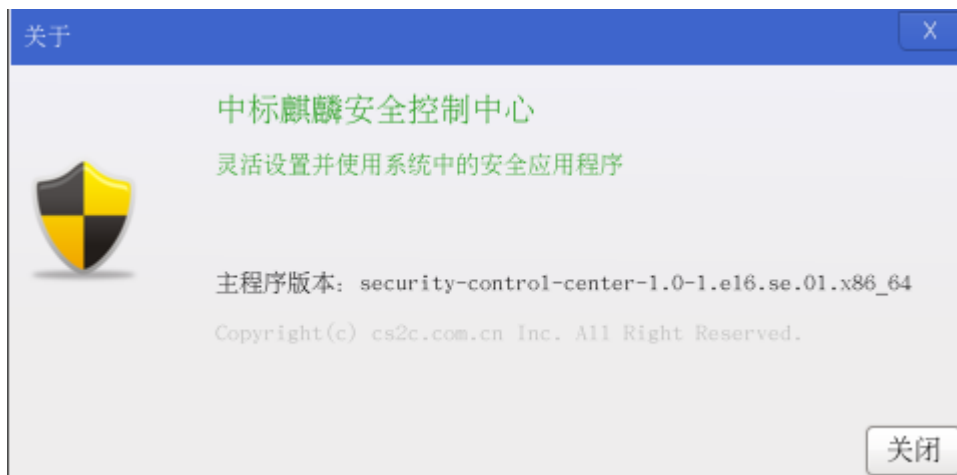 关于
X
中标麒麟安全控制中心
灵活设置并使用系统中的安全应用程序
主程序版本: security-control-center-1.0-1.el6.se.01.x86_64
Copyright(c) cs2c.com.cn Inc. All Right Reserved.
关闭